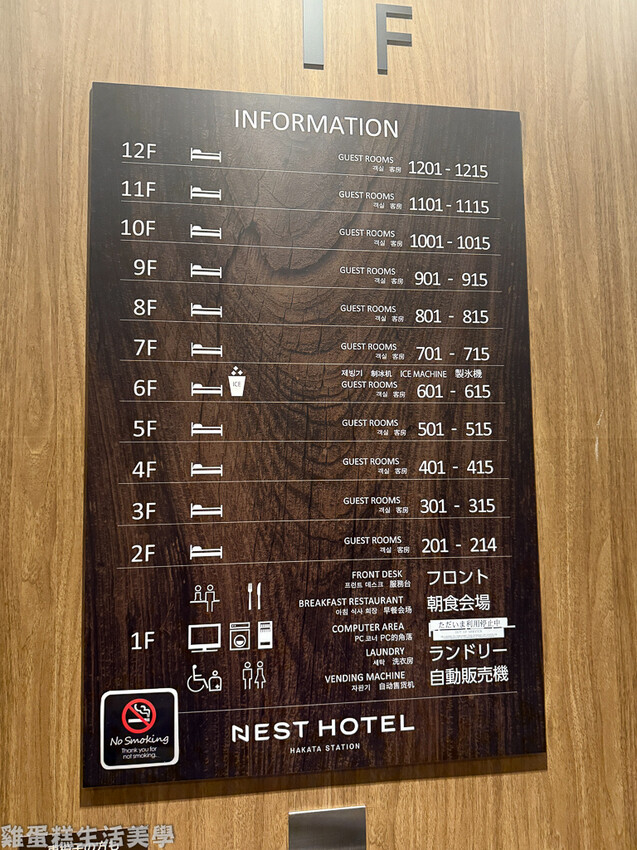 1F
INFORMATION
12F GUEST ROOMS 객실 客房 1201 - 1215
11F GUEST ROOMS 객실 客房 1101 - 1115
10F GUEST ROOMS 객실 客房 1001 - 1015
9F GUEST ROOMS 객실 客房 901 - 915
8F GUEST ROOMS 객실 客房 801 - 815
7F GUEST ROOMS 객실 客房 701 - 715
제빙기 制冰机 ICE MACHINE 製氷機
6F ICE GUEST ROOMS 객실 客房 601 - 615
5F GUEST ROOMS 객실 客房 501 - 515
4F GUEST ROOMS 객실 客房 401 - 415
3F GUEST ROOMS 객실 客房 301 - 315
2F GUEST ROOMS 객실 客房 201 - 214
1F
FRONT DESK フロント
프런트 데스크 服務台
BREAKFAST RESTAURANT 朝食会場
아침 식사 회장 早餐会场
COMPUTER AREA ただいま利用停止中
PC코너 PC的角落
LAUNDRY ランドリー
세탁 洗衣房
VENDING MACHINE 自動販売機
자판기 自动售货机
No Smoking
Thank you for
not smoking.
NEST HOTEL
HAKATA STATION
雞蛋糕生活美學